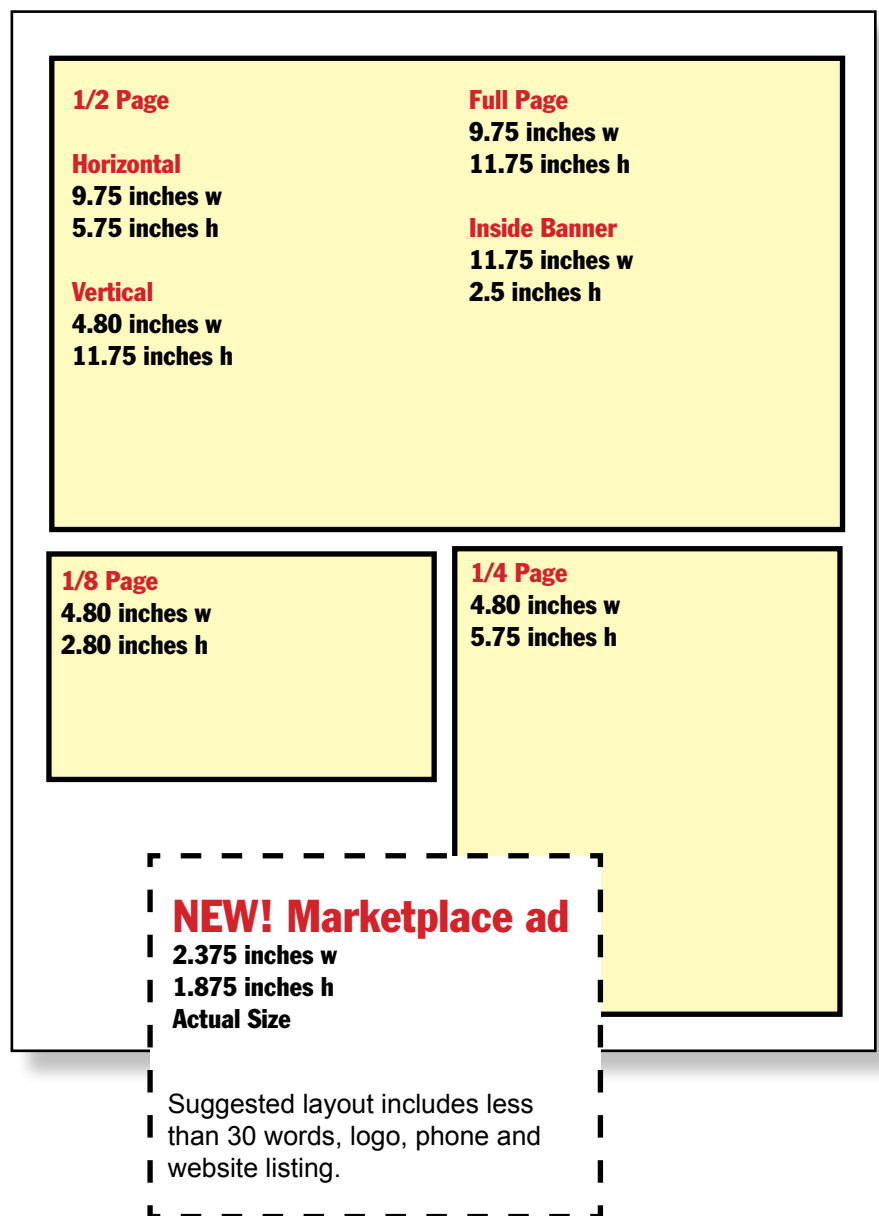 1/2 Page
Horizontal
9.75 inches w
5.75 inches h
Vertical
4.80 inches w
11.75 inches h
Full Page
9.75 inches w
11.75 inches h
Inside Banner
11.75 inches w
2.5 inches h
1/8 Page
4.80 inches w
2.80 inches h
1/4 Page
4.80 inches w
5.75 inches h
NEW! Marketplace ad
2.375 inches w
1.875 inches h
Actual Size
Suggested layout includes less
than 30 words, logo, phone and
website listing.